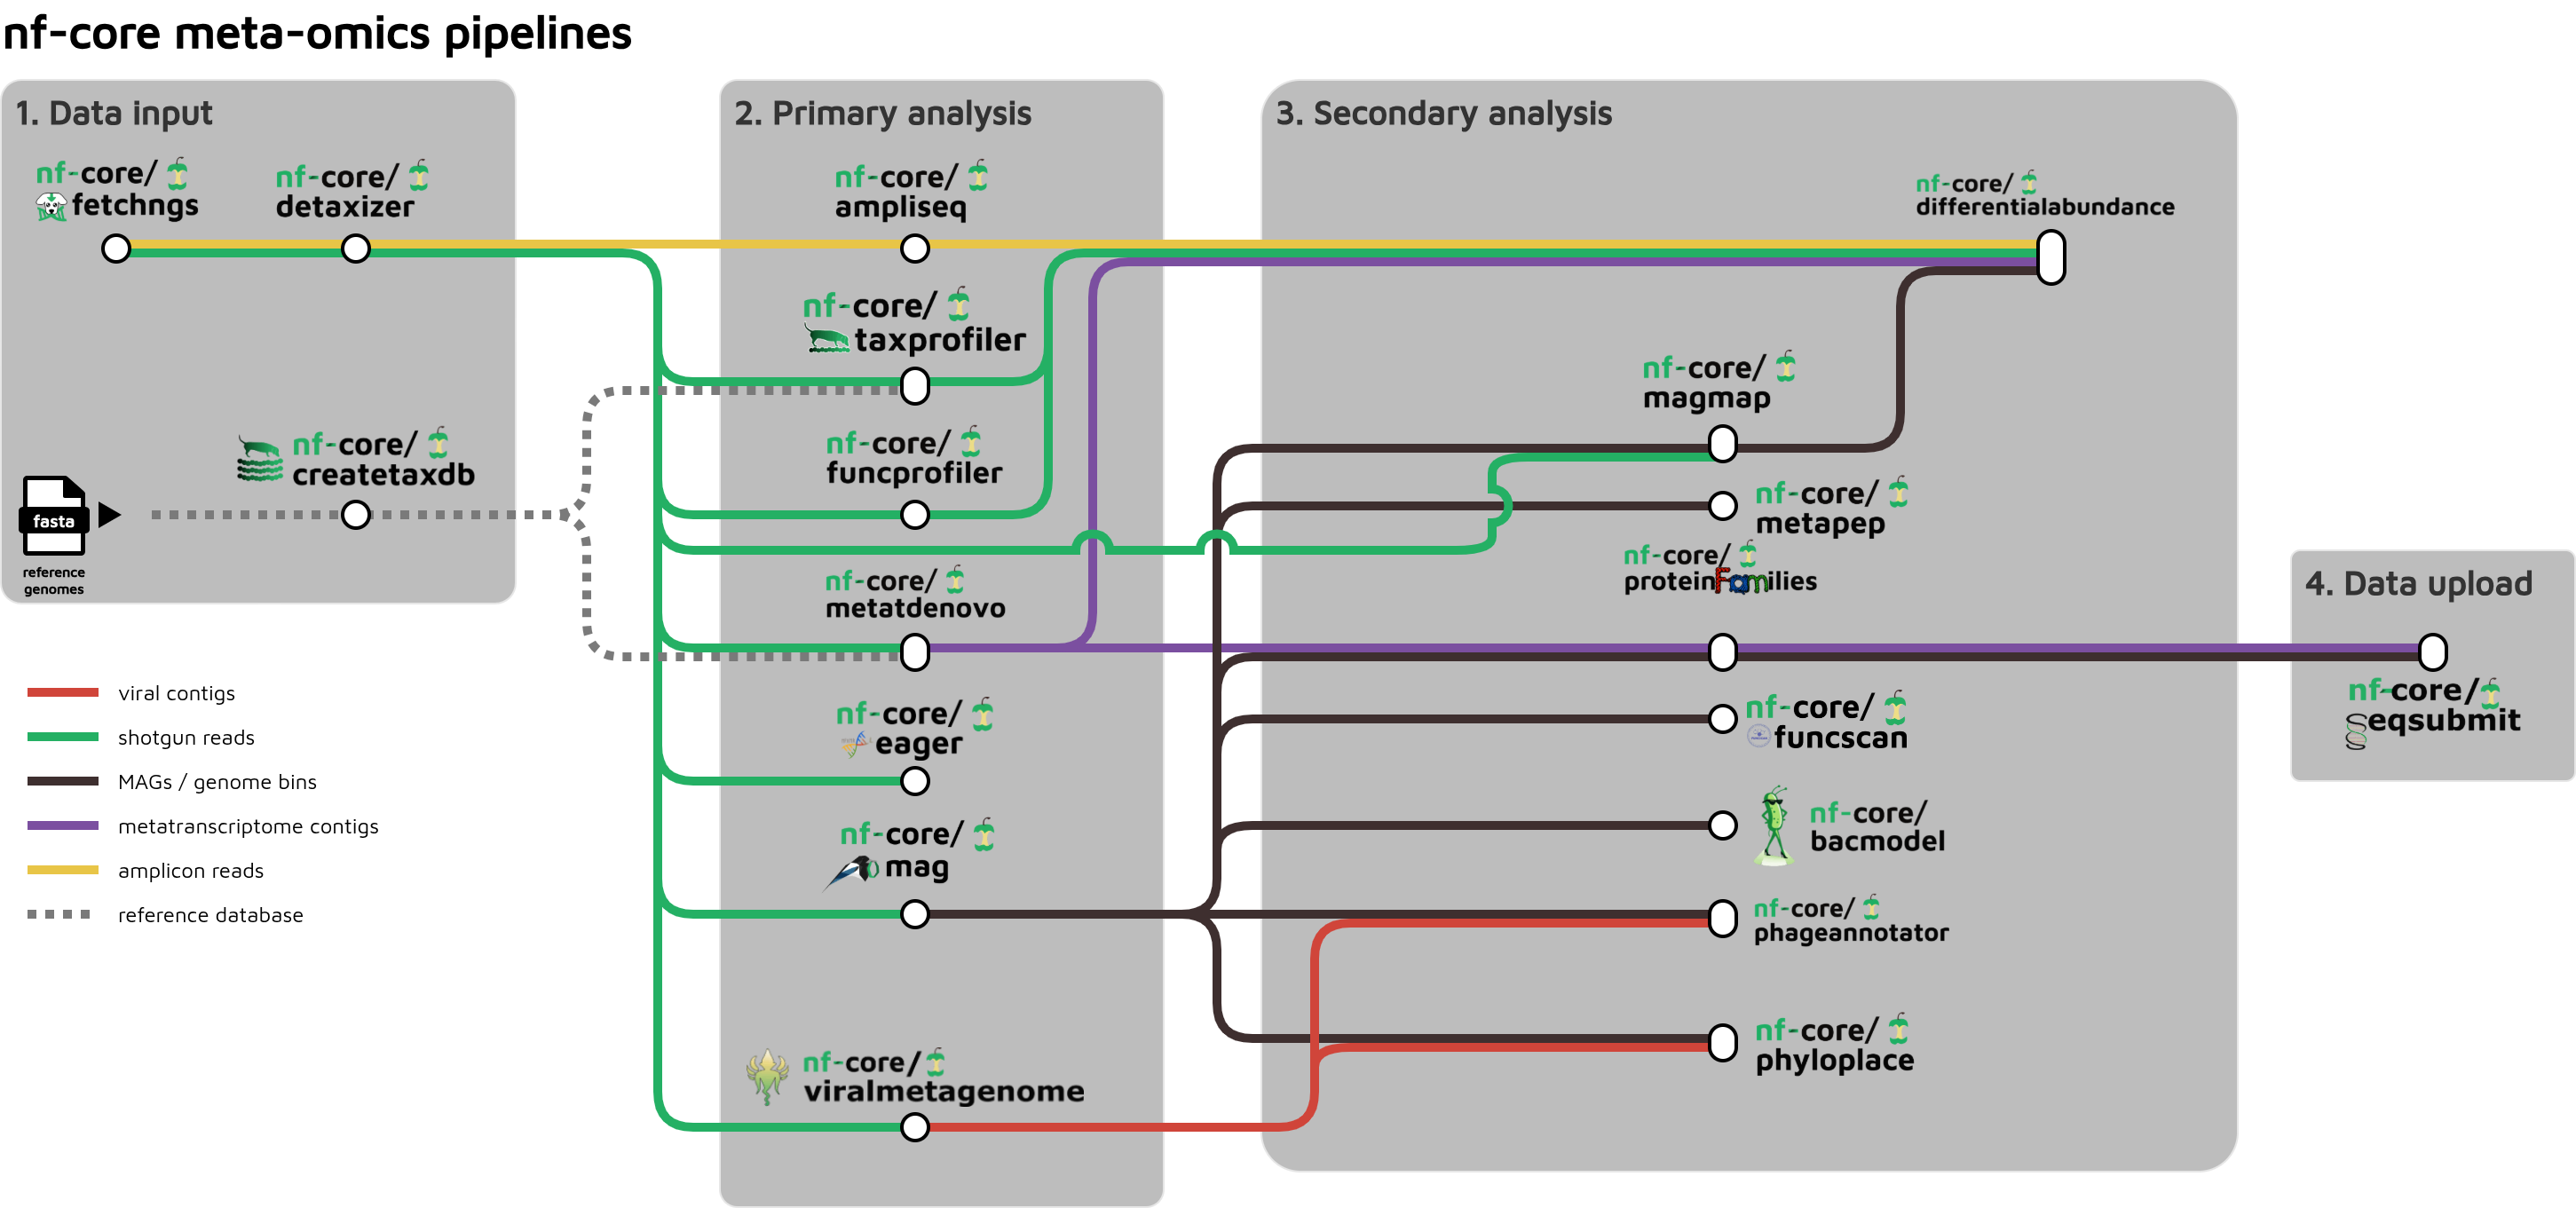 nf-core meta-omics pipelines
1. Data input
nf-core/
fetchngs
nf-core/
detaxizer
nf-core/
createtaxdb
fasta
reference
genomes
viral contigs
shotgun reads
MAGs / genome bins
metatranscriptome contigs
amplicon reads
reference database
2. Primary analysis
nf-core/
ampliseq
nf-core/
taxprofiler
nf-core/
funcprofiler
nf-core/
metatdenovo
nf-core/
eager
nf-core/
mag
nf-core/
viralmetagenome
3. Secondary analysis
nf-core/
differentialabundance
nf-core/
magmap
nf-core/
metapep
nf-core/
proteinFamilies
nf-core/
funcscan
nf-core/
bacmodel
nf-core/
phageannotator
nf-core/
phyloplace
4. Data upload
nf-core/
seqsubmit